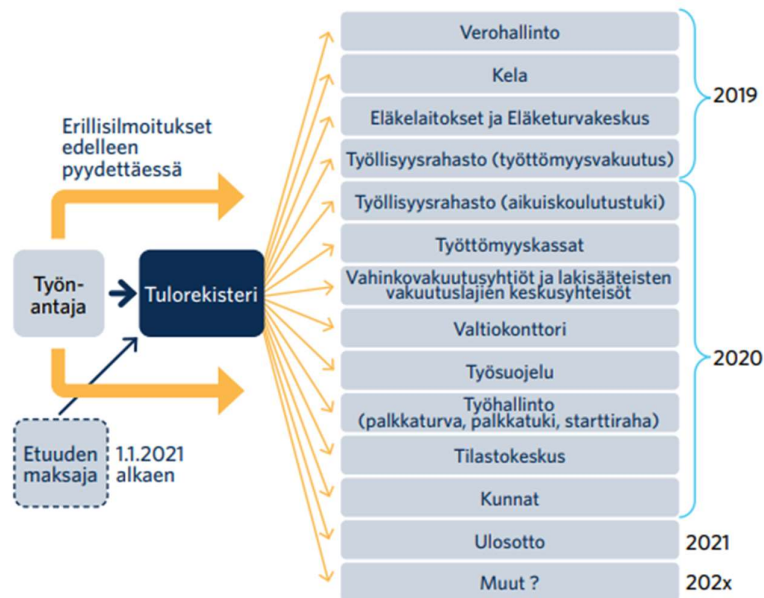 Erillisilmoitukset
edelleen
pyydettäessä
Työn-
antaja
Tulorekisteri
Etuuden
maksaja
1.1.2021
alkaen
Verohallinto
Kela
Eläkelaitokset ja Eläketurvakeskus
Työllisyysrahasto (työttömyysvakuutus)
2019
Työllisyysrahasto (aikuiskoulutustuki)
Työttömyyskassat
Vahinkovakuutusyhtiöt ja lakisääteisten
vakuutuslajien keskusyhteisöt
Valtiokonttori
Työsuojelu
Työhallinto
(palkkaturva, palkkatuki, starttiraha)
Tilastokeskus
Kunnat
2020
Ulosotto
2021
Muut ?
202x